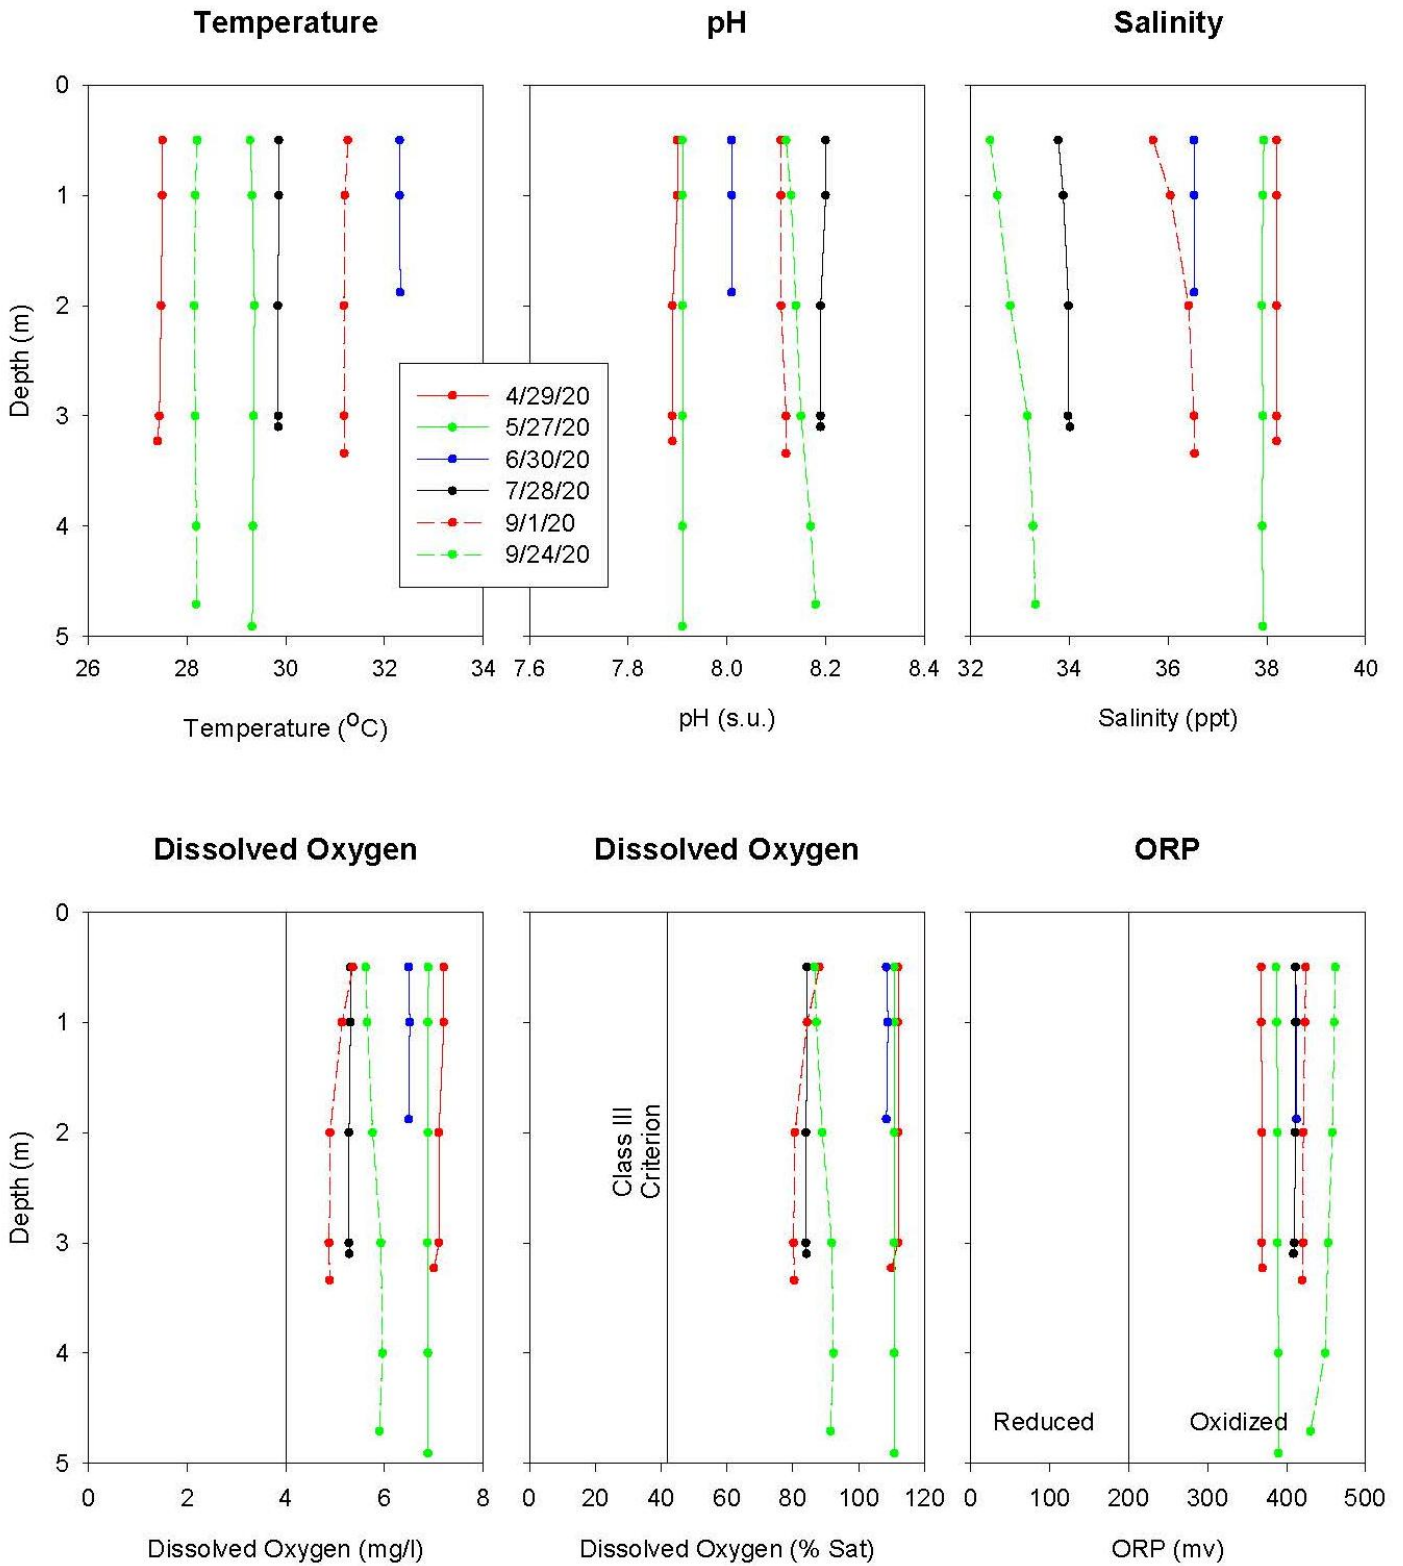 Temperature pH Salinity
0
1
2
3
4
5
Depth (m)
4/29/20
5/27/20
6/30/20
7/28/20
9/1/20
9/24/20
26 28 30 32 34 7.6 7.8 8.0 8.2 8.4 32 34 36 38 40
Temperature (°C) pH (s.u.) Salinity (ppt)
Dissolved Oxygen Dissolved Oxygen ORP
0
1
2
3
4
5
Depth (m)
Class III
Criterion
Reduced Oxidized
0 2 4 6 8 0 20 40 60 80 100 120 0 100 200 300 400 500
Dissolved Oxygen (mg/l) Dissolved Oxygen (% Sat) ORP (mv)